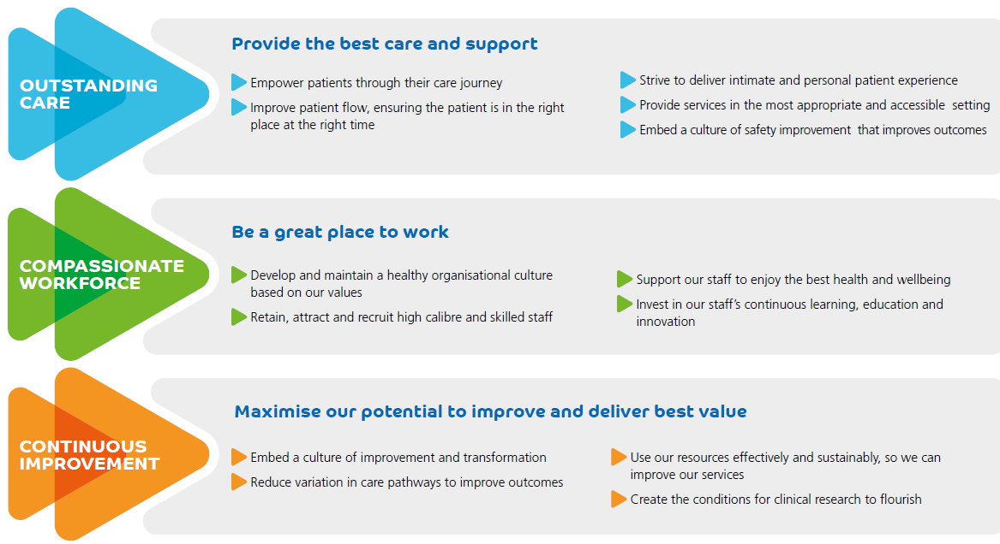 OUTSTANDING
CARE
Provide the best care and support
Empower patients through their care journey
Improve patient flow, ensuring the patient is in the right
place at the right time
Strive to deliver intimate and personal patient experience
Provide services in the most appropriate and accessible setting
Embed a culture of safety improvement that improves outcomes
COMPASSIONATE
WORKFORCE
Be a great place to work
Develop and maintain a healthy organisational culture
based on our values
Retain, attract and recruit high calibre and skilled staff
Support our staff to enjoy the best health and wellbeing
Invest in our staff’s continuous learning, education and
innovation
CONTINUOUS
IMPROVEMENT
Maximise our potential to improve and deliver best value
Embed a culture of improvement and transformation
Reduce variation in care pathways to improve outcomes
Use our resources effectively and sustainably, so we can
improve our services
Create the conditions for clinical research to flourish